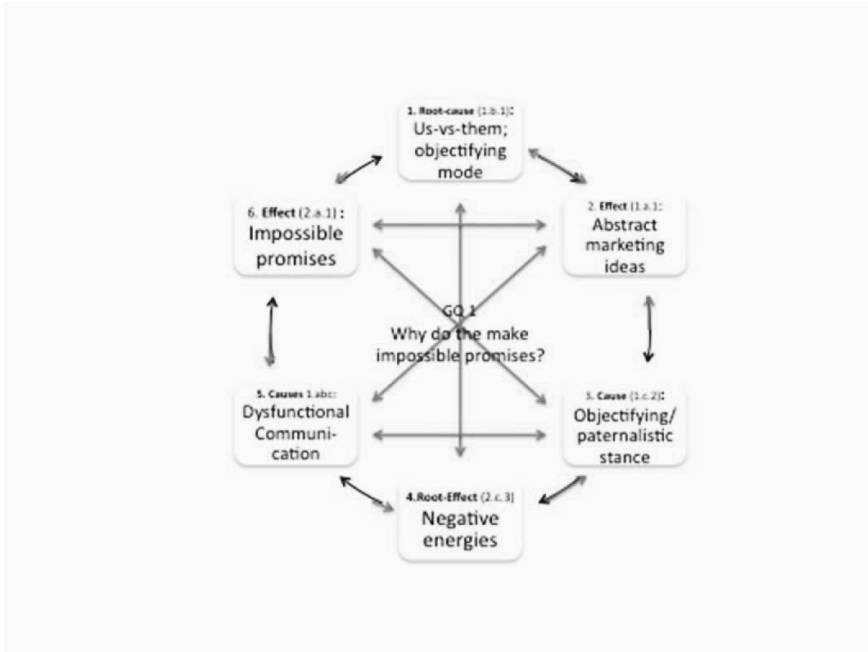 1. Root-cause (1.b.1):
Us-vs-them;
objectifying
mode
6. Effect (2.a.1) :
Impossible
promises
2. Effect (1.a.1):
Abstract
marketing
ideas
GQ 1
Why do the make
impossible promises?
5. Causes 1.abc:
Dysfunctional
Communi-
cation
3. Cause (1.c.2):
Objectifying/
paternalistic
stance
4.Root-Effect (2.c.3)
Negative
energies